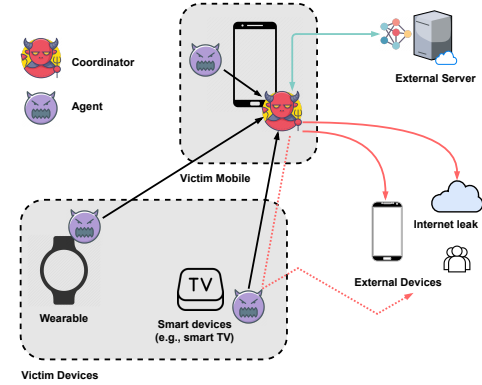 Coordinator
Agent
External Server
Victim Mobile
Internet leak
External Devices
TV
Wearable
Smart devices
(e.g., smart TV)
Victim Devices